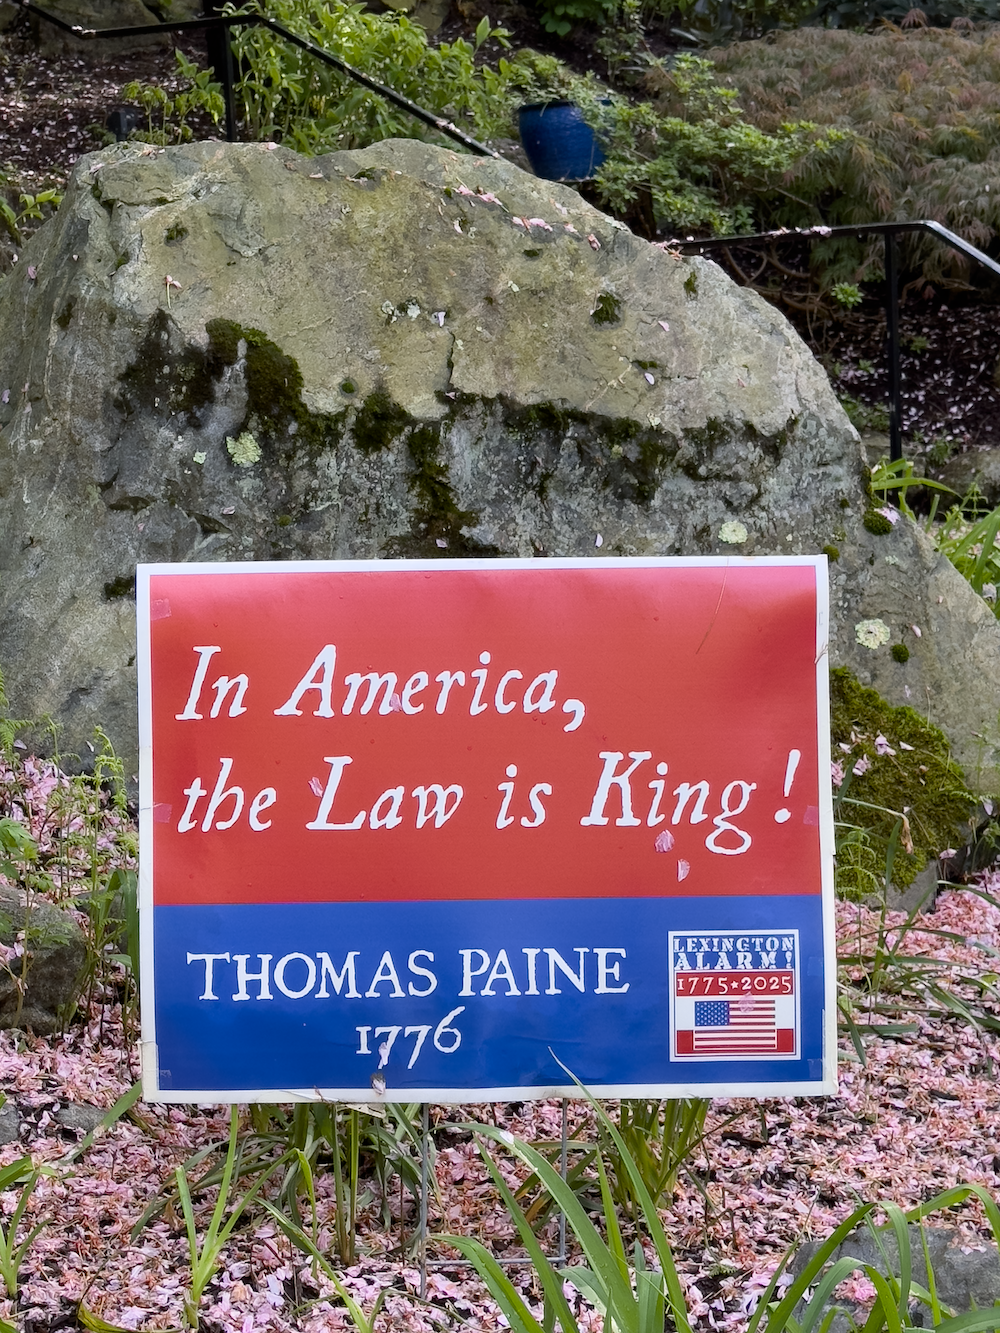 In America,
the Law is King!
THOMAS PAINE
1776
LEXINGTON
ALARM!
1775★2025